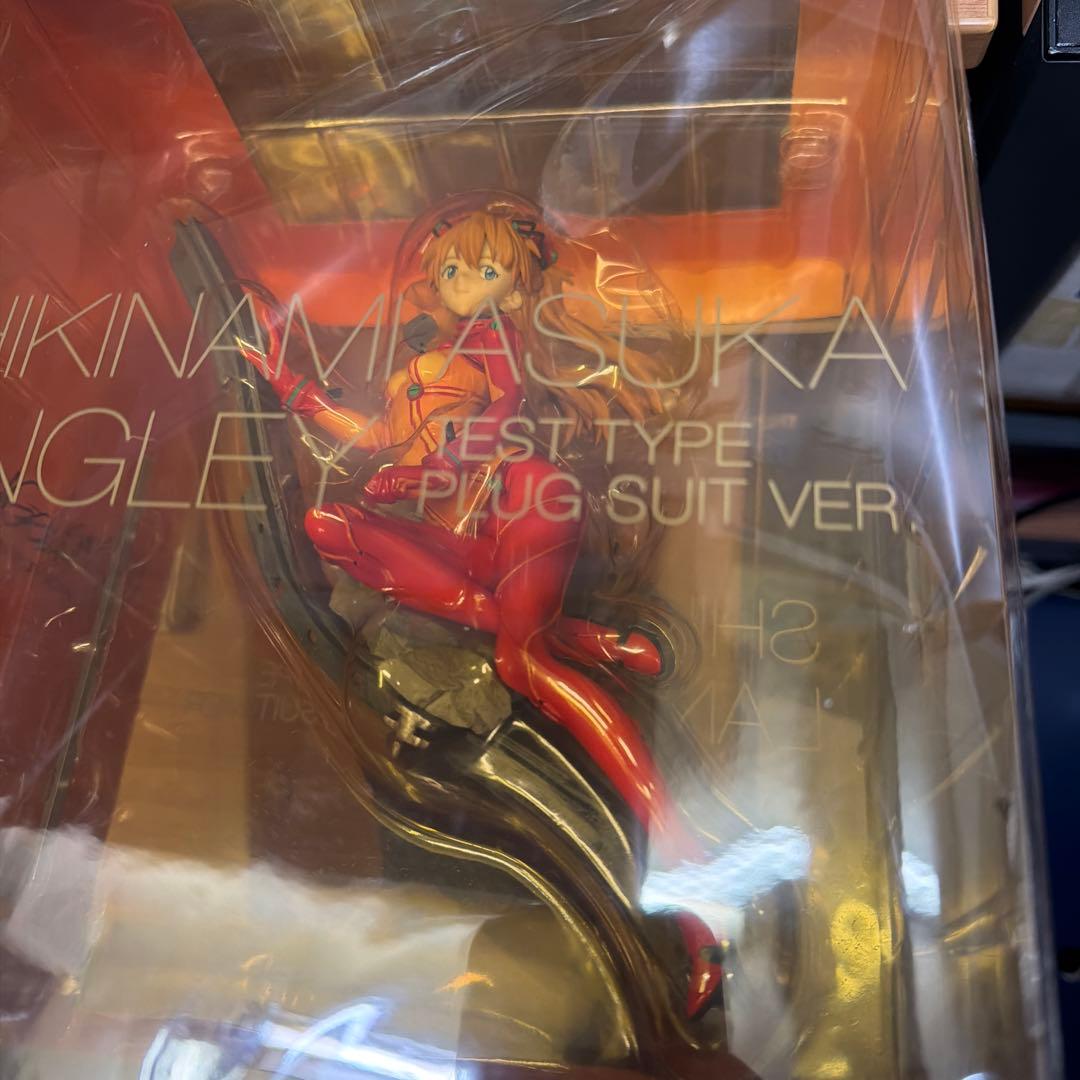 HIKINAMI ASUKA
NGLEY TEST TYPE
PLUG SUIT VER.